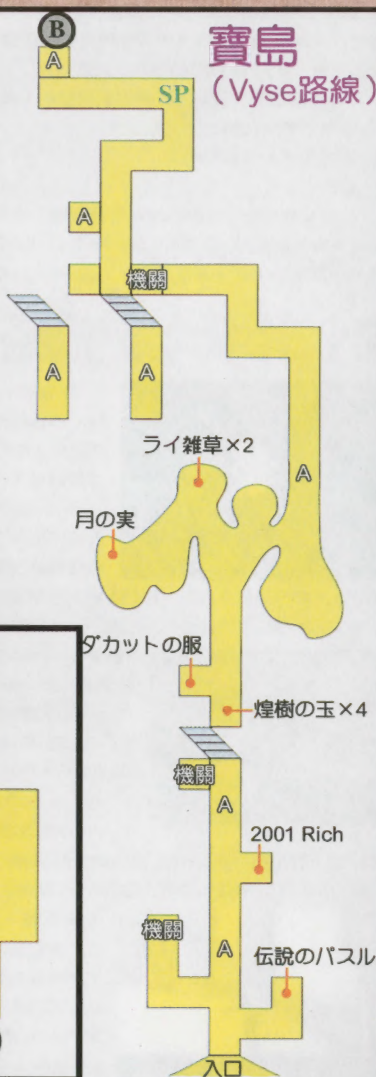 B
寶島
(Vyse路線)
A
SP
A
機關
A
A
A
ライ雑草×2
月の実
ダカットの服
煌樹の玉×4
機關
A
2001 Rich
機關
A
伝説のパスル
入口